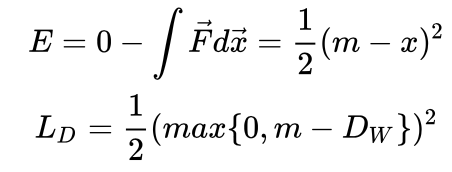 E = 0 − ∫ F⃗dx⃗ = 1/2 (m − x)²
L_D = 1/2 (max{0, m − D_W})²